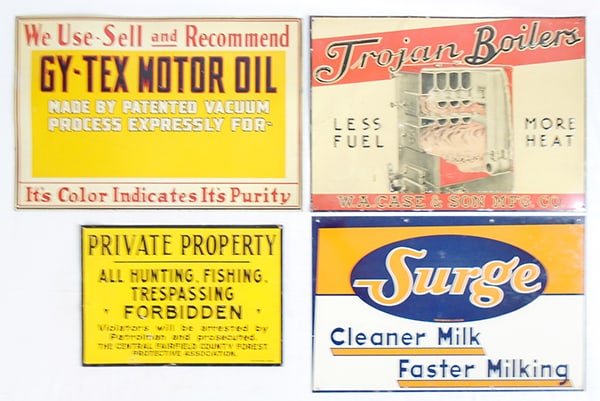 We Use-Sell and Recommend
GY-TEX MOTOR OIL
MADE BY PATENTED VACUUM
PROCESS EXPRESSLY FOR-
It's Color Indicates It's Purity
Trojan Boilers
LESS FUEL
MORE HEAT
W.A. CASE & SON MFG. CO.
PRIVATE PROPERTY
ALL HUNTING, FISHING,
TRESPASSING
· FORBIDDEN ·
Violators will be arrested by
Patrolman and prosecuted.
THE CENTRAL FAIRFIELD COUNTY FOREST
PROTECTIVE ASSOCIATION.
Surge
Cleaner Milk
Faster Milking